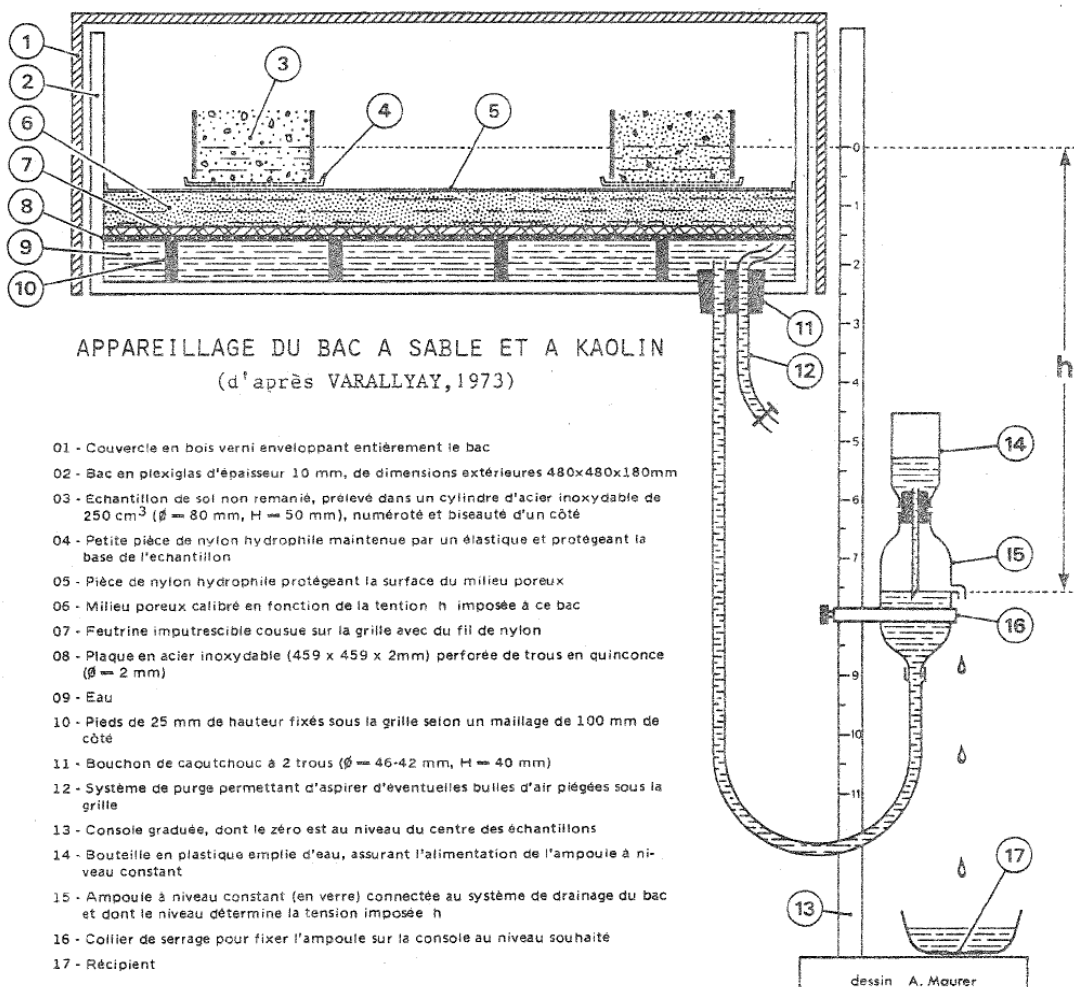 1
2
3
4
5
6
7
8
9
10
0
1
2
11
3
12
4
h
5
14
6
7
15
16
9
10
11
17
13
APPAREILLAGE DU BAC A SABLE ET A KAOLIN
(d'après VARALLYAY,1973)
01 - Couvercle en bois verni enveloppant entièrement le bac
02 - Bac en plexiglas d'épaisseur 10 mm, de dimensions extérieures 480x480x180mm
03 - Échantillon de sol non remanié, prélevé dans un cylindre d'acier inoxydable de
250 cm³ (ø = 80 mm, H = 50 mm), numéroté et biseauté d'un côté
04 - Petite pièce de nylon hydrophile maintenue par un élastique et protégeant la
base de l'echantillon
05 - Pièce de nylon hydrophile protégeant la surface du milieu poreux
06 - Milieu poreux calibré en fonction de la tention h imposée à ce bac
07 - Feutrine imputrescible cousue sur la grille avec du fil de nylon
08 - Plaque en acier inoxydable (459 x 459 x 2mm) perforée de trous en quinconce
(ø = 2 mm)
09 - Eau
10 - Pieds de 25 mm de hauteur fixés sous la grille selon un maillage de 100 mm de
côté
11 - Bouchon de caoutchouc à 2 trous (ø = 46-42 mm, H = 40 mm)
12 - Système de purge permettant d'aspirer d'éventuelles bulles d'air piégées sous la
grille
13 - Console graduée, dont le zéro est au niveau du centre des échantillons
14 - Bouteille en plastique emplie d'eau, assurant l'alimentation de l'ampoule à ni-
veau constant
15 - Ampoule à niveau constant (en verre) connectée au système de drainage du bac
et dont le niveau détermine la tension imposée h
16 - Collier de serrage pour fixer l'ampoule sur la console au niveau souhaité
17 - Récipient
dessin A. Maurer